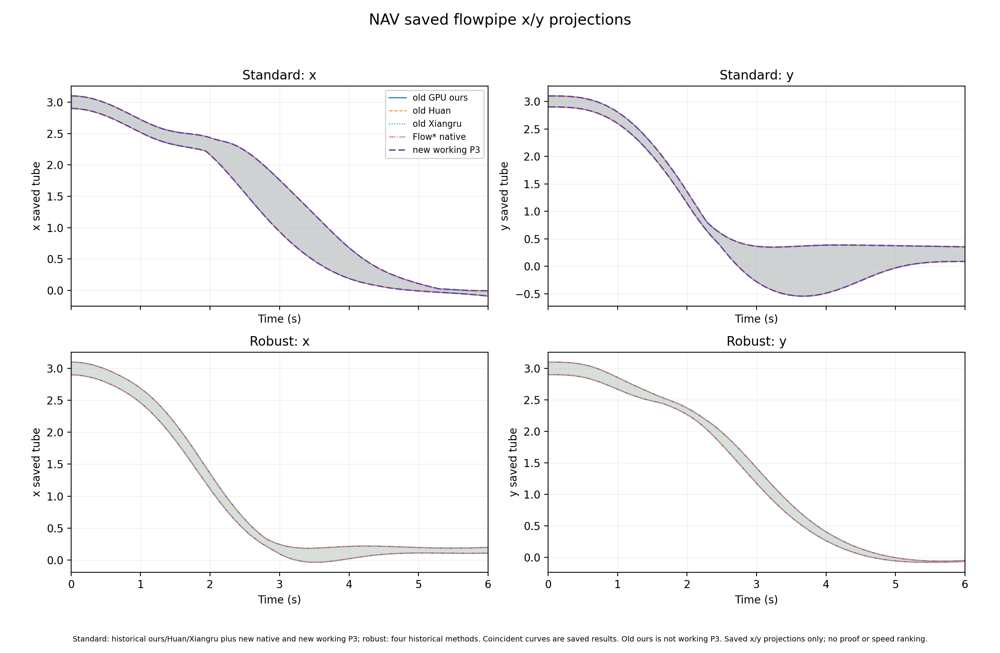 NAV saved flowpipe x/y projections
Standard: x
Standard: y
x saved tube
3.0
2.5
2.0
1.5
1.0
0.5
0.0
old GPU ours
old Huan
old Xiangru
Flow* native
new working P3
Time (s)
y saved tube
3.0
2.5
2.0
1.5
1.0
0.5
0.0
−0.5
Time (s)
Robust: x
Robust: y
x saved tube
3.0
2.5
2.0
1.5
1.0
0.5
0.0
0 1 2 3 4 5 6
Time (s)
y saved tube
3.0
2.5
2.0
1.5
1.0
0.5
0.0
0 1 2 3 4 5 6
Time (s)
Standard: historical ours/Huan/Xiangru plus new native and new working P3; robust: four historical methods. Coincident curves are saved results. Old ours is not working P3. Saved x/y projections only; no proof or speed ranking.